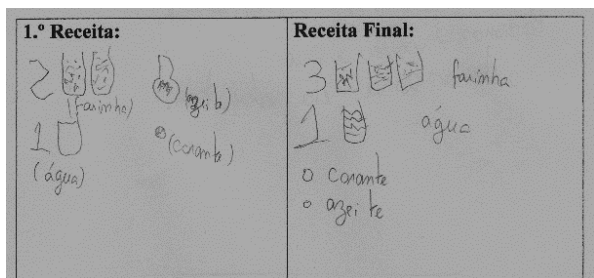 1.º Receita:
2
(farinha)
(azeite)
1
(corante)
(água)
Receita Final:
3 farinha
1 água
o corante
o azeite